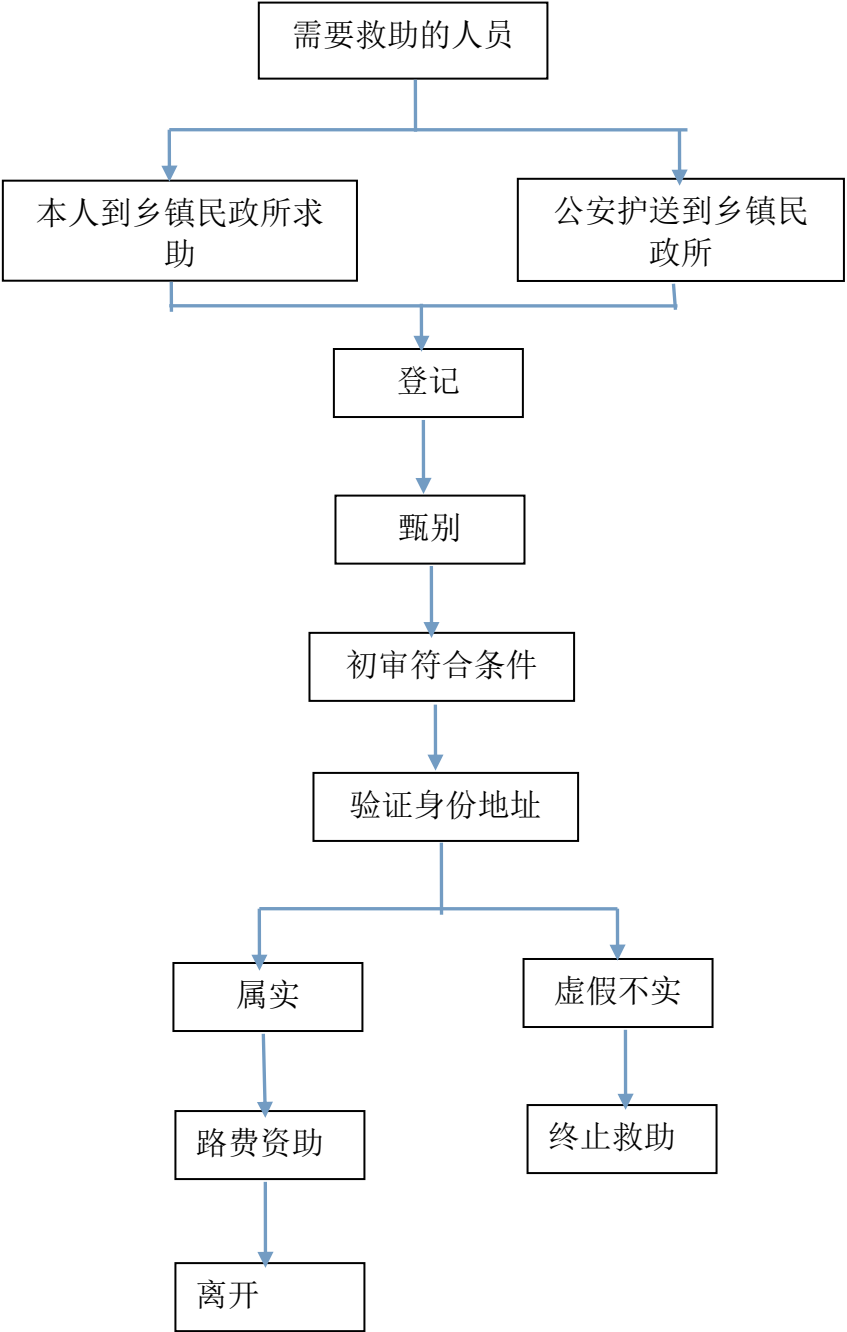 需要救助的人员
本人到乡镇民政所求
助
公安护送到乡镇民
政所
登记
甄别
初审符合条件
验证身份地址
属实
虚假不实
路费资助
终止救助
离开